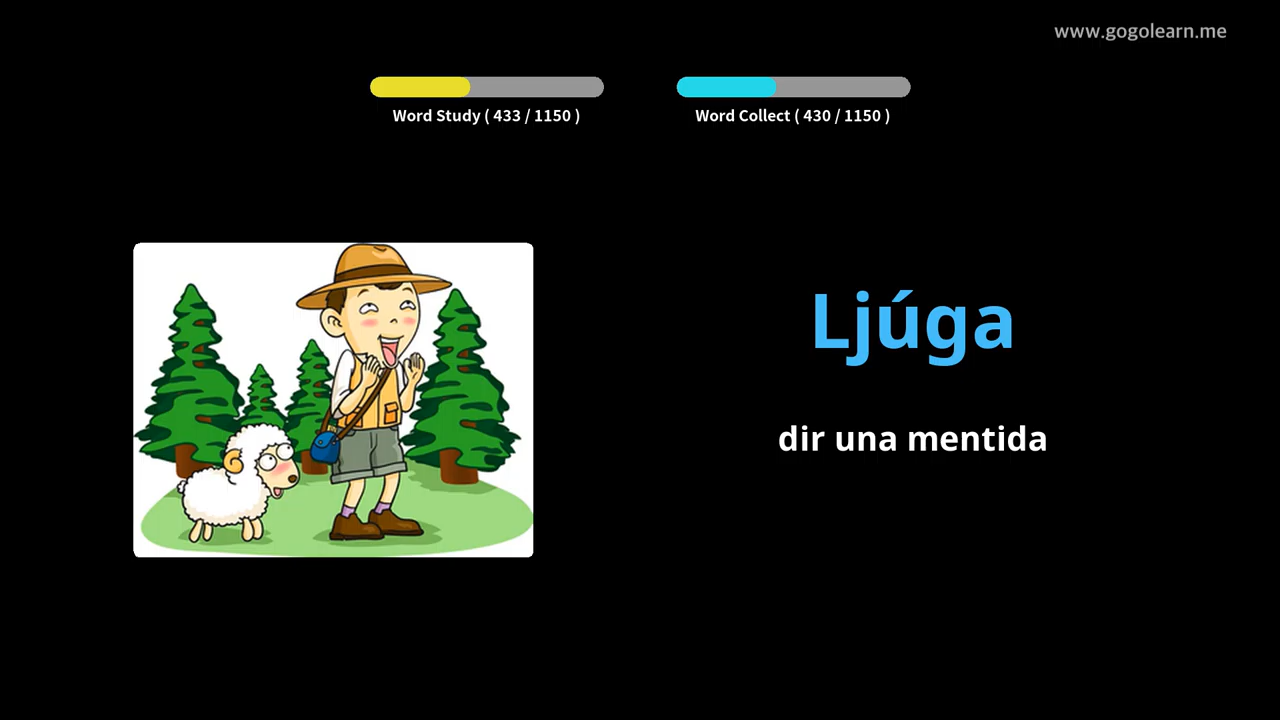 www.gogolearn.me
Word Study ( 433 / 1150 )
Word Collect ( 430 / 1150 )
Ljúga
dir una mentida